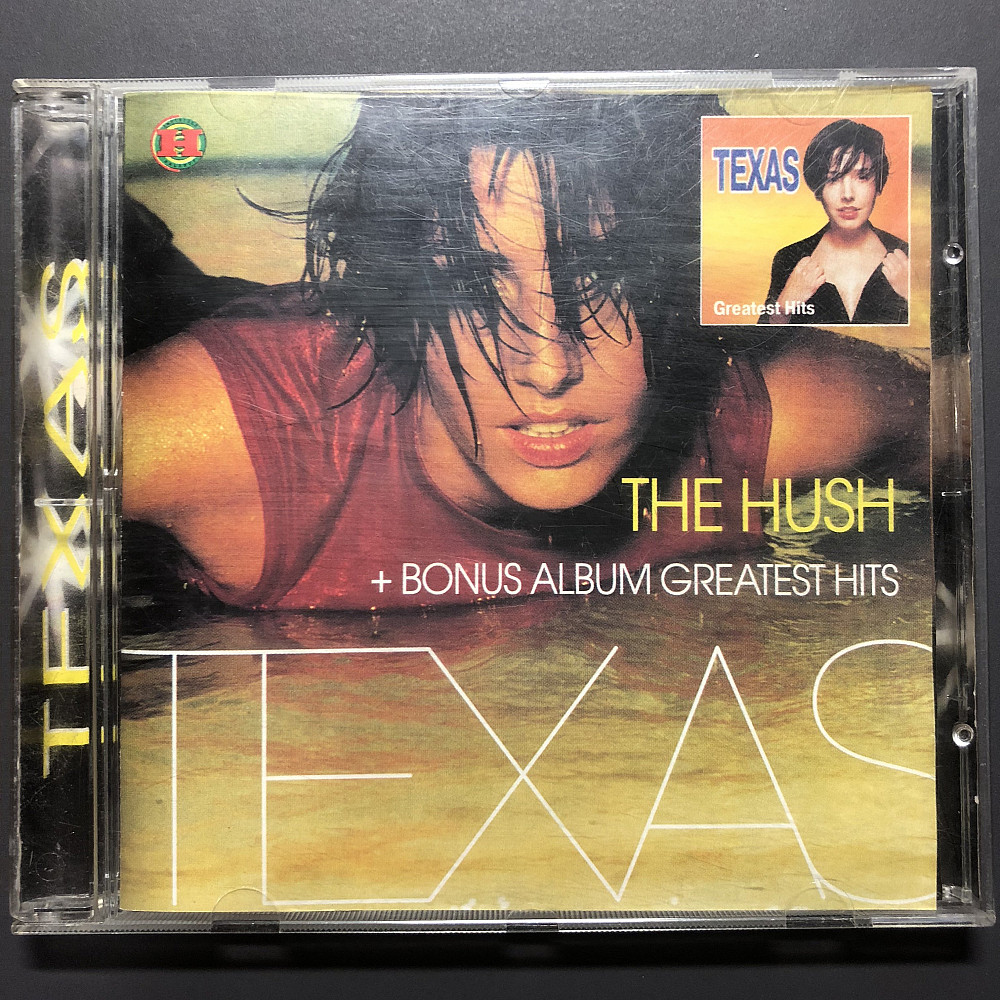 TEXAS
H
TEXAS
Greatest Hits
THE HUSH
+ BONUS ALBUM GREATEST HITS
TEXAS